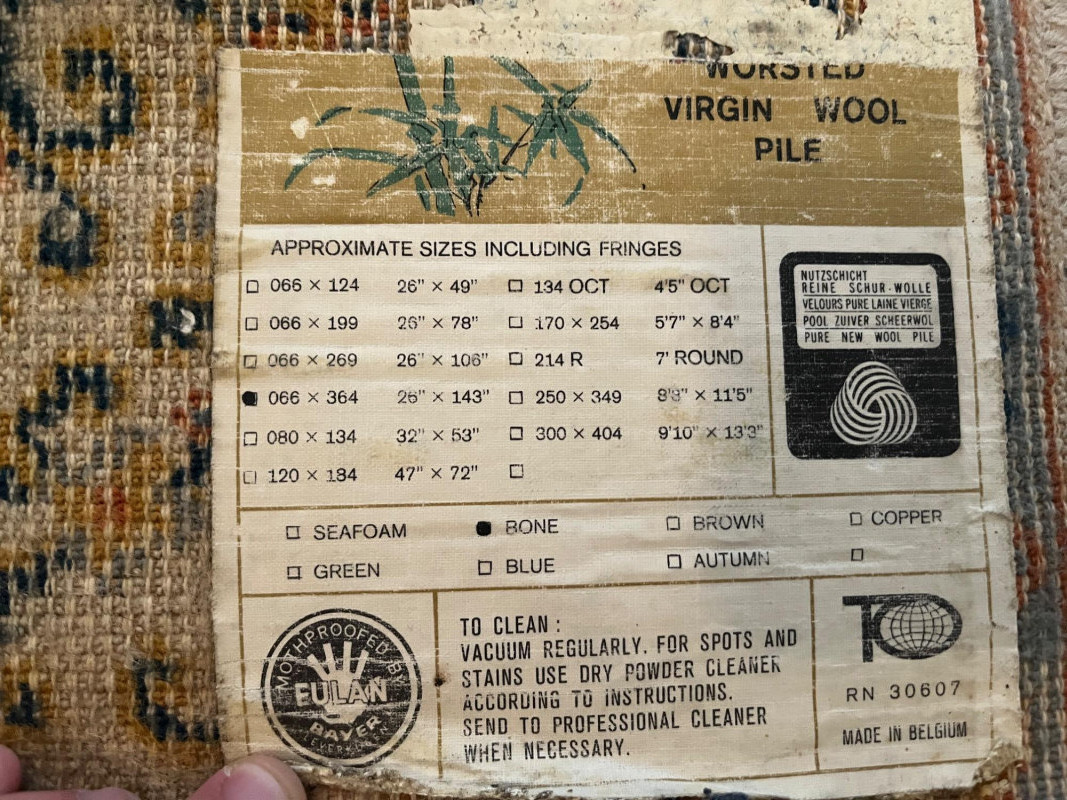 WORSTED
VIRGIN WOOL
PILE
APPROXIMATE SIZES INCLUDING FRINGES
066 × 124 26" × 49" 134 OCT 4'5" OCT
066 × 199 26" × 78" 170 × 254 5'7" × 8'4"
066 × 269 26" × 106" 214 R 7' ROUND
066 × 364 26" × 143" 250 × 349 8'3" × 11'5"
080 × 134 32" × 53" 300 × 404 9'10" × 13'3"
120 × 184 47" × 72"
NUTZSCHICHT
REINE SCHUR-WOLLE
VELOURS PURE LAINE VIERGE
POOL ZUIVER SCHEERWOL
PURE NEW WOOL PILE
SEAFOAM BONE BROWN COPPER
GREEN BLUE AUTUMN
MOTHPROOFED BY
EULAN
BAYER
LEVERKUSEN
TO CLEAN :
VACUUM REGULARLY. FOR SPOTS AND
STAINS USE DRY POWDER CLEANER
ACCORDING TO INSTRUCTIONS.
SEND TO PROFESSIONAL CLEANER
WHEN NECESSARY.
RN 30607
MADE IN BELGIUM